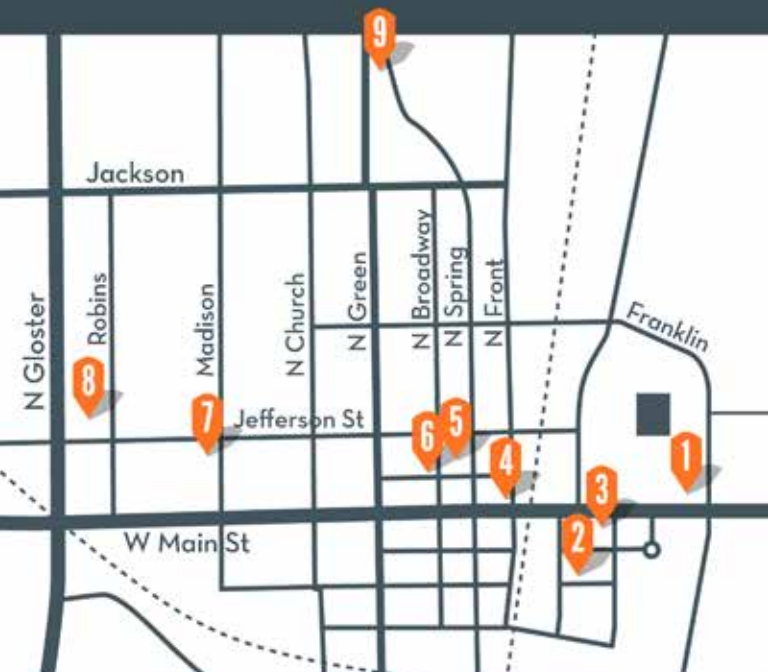 9
Jackson
N Gloster
Robins
Madison
N Church
N Green
N Broadway
N Spring
N Front
Franklin
8
7
Jefferson St
6
5
4
3
1
2
W Main St